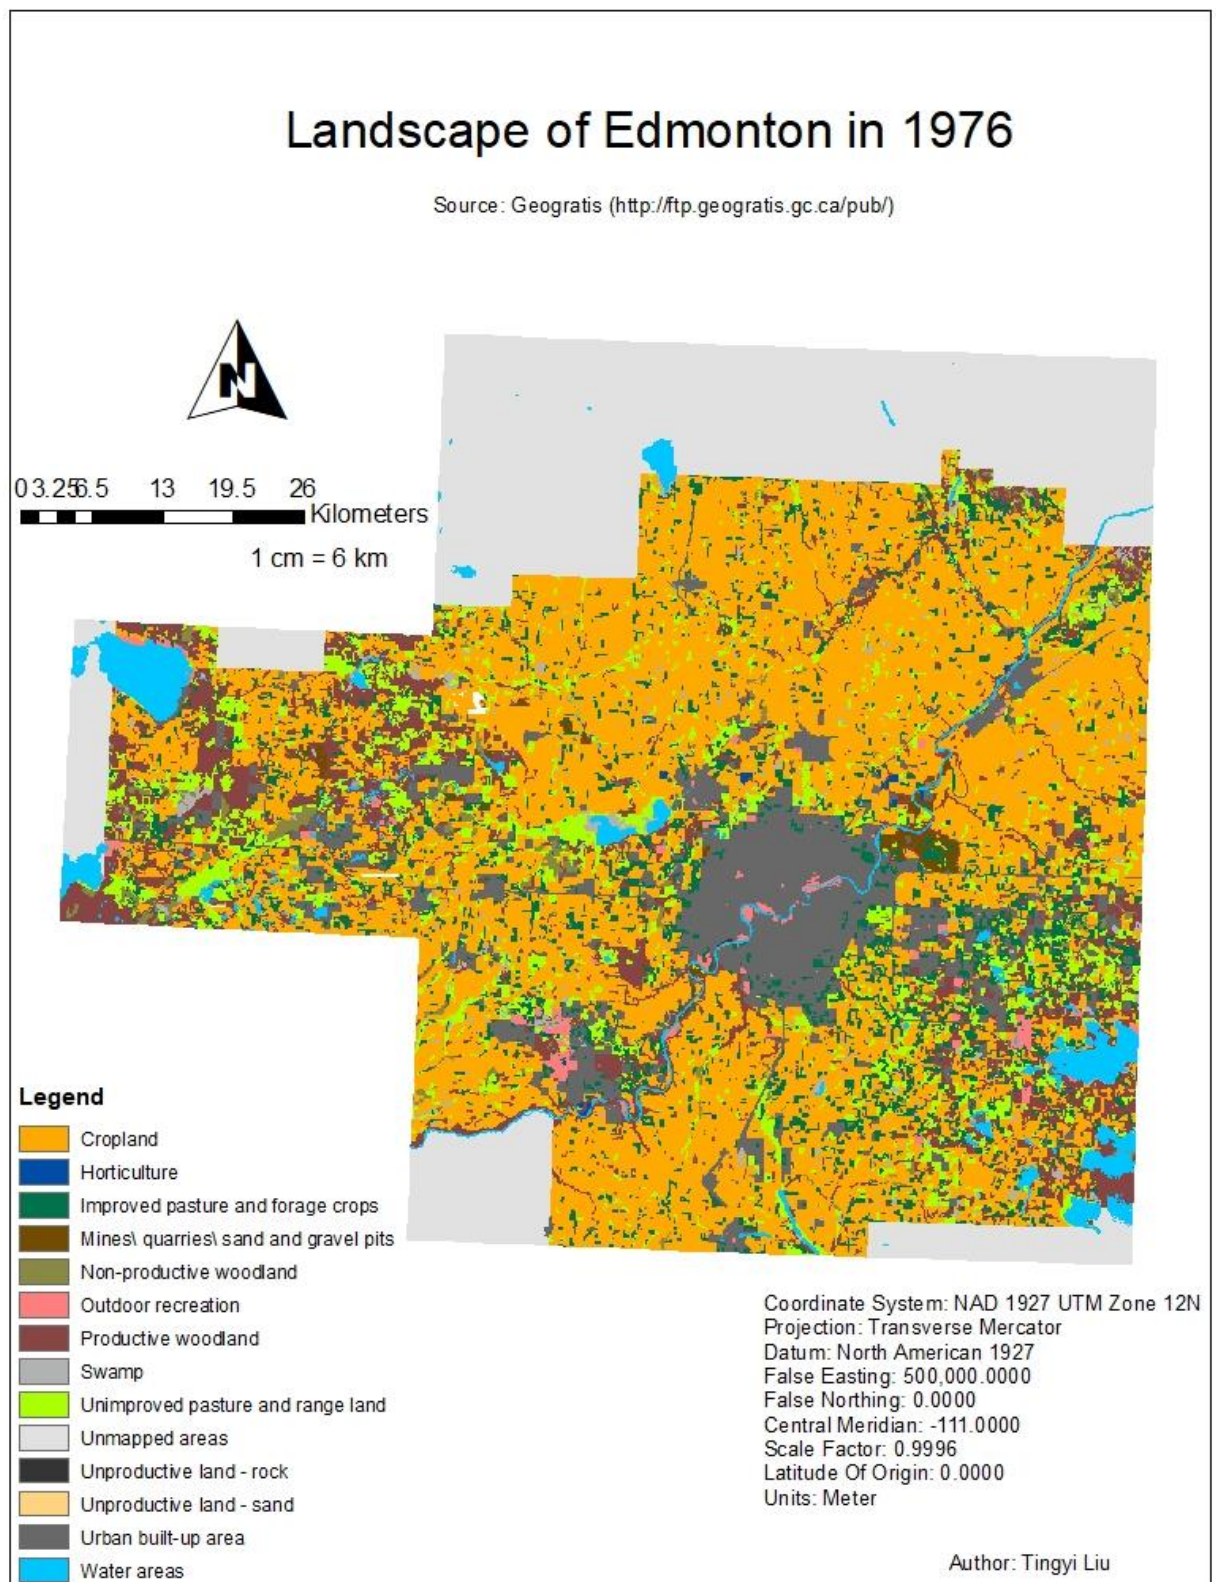 Landscape of Edmonton in 1976
Source: Geogratis (http://ftp.geogratis.gc.ca/pub/)
N
0 3.25 6.5 13 19.5 26
Kilometers
1 cm = 6 km
Legend
Cropland
Horticulture
Improved pasture and forage crops
Mines\ quarries\ sand and gravel pits
Non-productive woodland
Outdoor recreation
Productive woodland
Swamp
Unimproved pasture and range land
Unmapped areas
Unproductive land - rock
Unproductive land - sand
Urban built-up area
Water areas
Coordinate System: NAD 1927 UTM Zone 12N
Projection: Transverse Mercator
Datum: North American 1927
False Easting: 500,000.0000
False Northing: 0.0000
Central Meridian: -111.0000
Scale Factor: 0.9996
Latitude Of Origin: 0.0000
Units: Meter
Author: Tingyi Liu